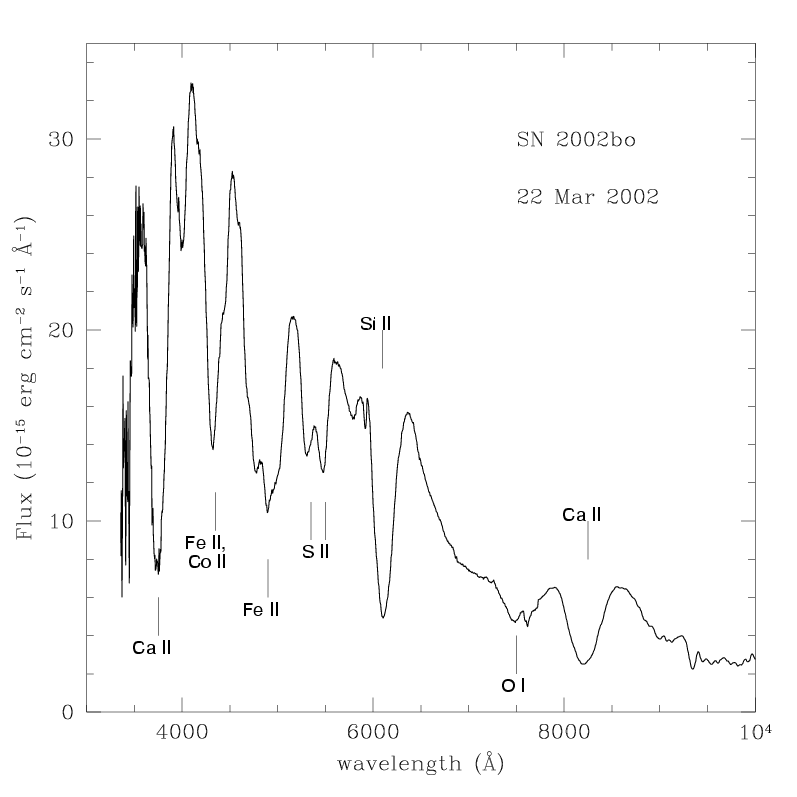 SN 2002bo
22 Mar 2002
Flux (10⁻¹⁵ erg cm⁻² s⁻¹ Å⁻¹)
30
20
10
0
Si II
Ca II
Fe II,
Co II
S II
Fe II
Ca II
O I
4000 6000 8000 10⁴
wavelength (Å)